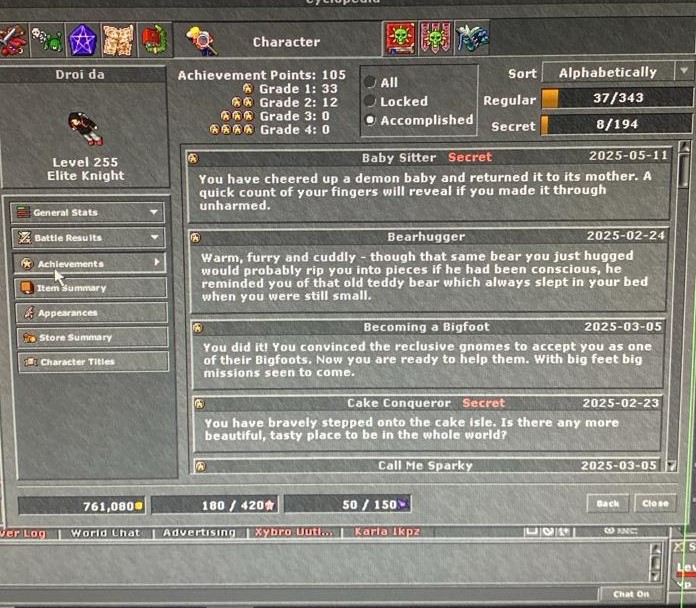 Cyclopedia
Character
Droi da
Level 255
Elite Knight
General Stats
Battle Results
Achievements
Item Summary
Appearances
Store Summary
Character Titles
Achievement Points: 105
Grade 1: 33
Grade 2: 12
Grade 3: 0
Grade 4: 0
All
Locked
Accomplished
Sort Alphabetically
Regular 37/343
Secret 8/194
Baby Sitter Secret 2025-05-11
You have cheered up a demon baby and returned it to its mother. A
quick count of your fingers will reveal if you made it through
unharmed.
Bearhugger 2025-02-24
Warm, furry and cuddly - though that same bear you just hugged
would probably rip you into pieces if he had been conscious, he
reminded you of that old teddy bear which always slept in your bed
when you were still small.
Becoming a Bigfoot 2025-03-05
You did it! You convinced the reclusive gnomes to accept you as one
of their Bigfoots. Now you are ready to help them. With big feet big
missions seen to come.
Cake Conqueror Secret 2025-02-23
You have bravely stepped onto the cake isle. Is there any more
beautiful, tasty place to be in the whole world?
Call Me Sparky 2025-03-05
761,080 180 / 420 50 / 150
Back Close
ver Log World Chat Advertising Xybro Uuti... Karla Ikpz
Chat On